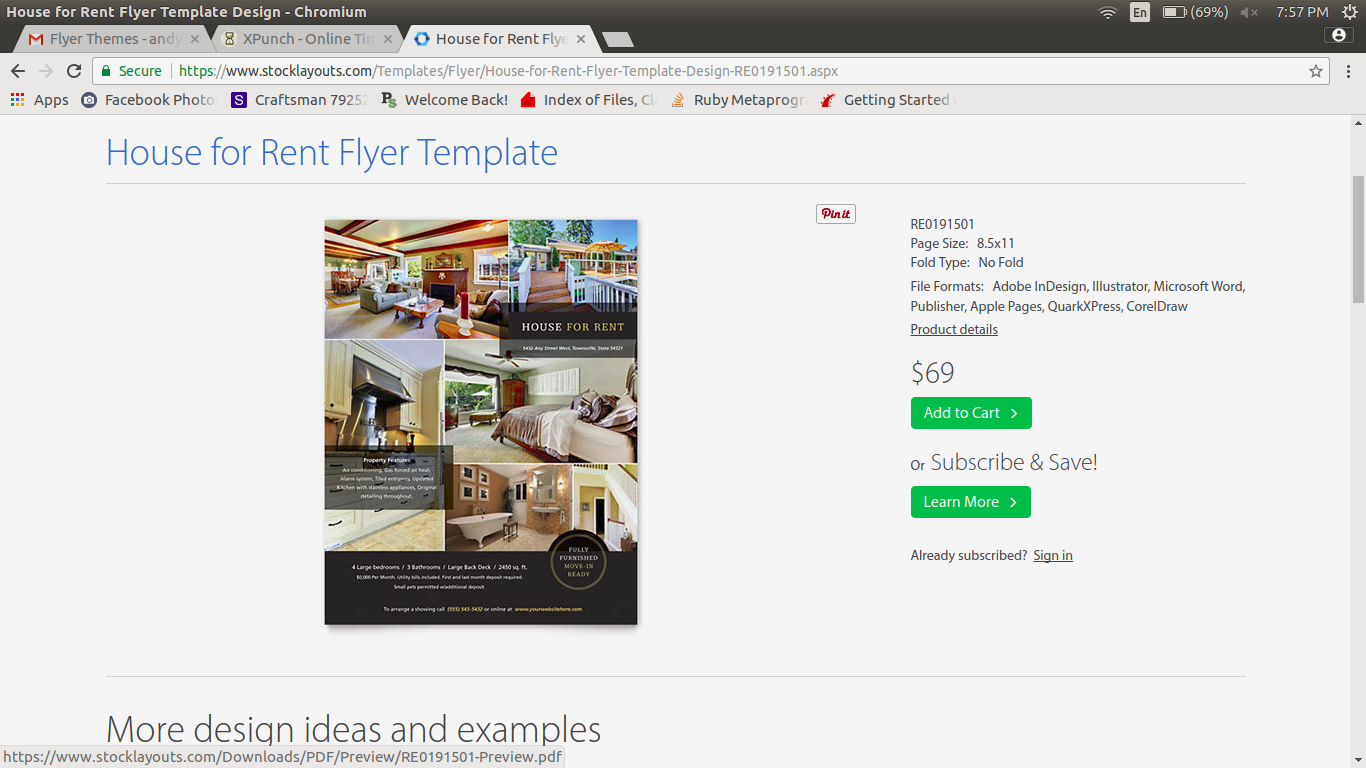 House for Rent Flyer Template Design - Chromium
En
(69%)
7:57 PM
Flyer Themes - andy
XPunch - Online Tim
House for Rent Flye
Secure
https://www.stocklayouts.com/Templates/Flyer/House-for-Rent-Flyer-Template-Design-RE0191501.aspx
Apps
Facebook Photo
Craftsman 7925
Welcome Back!
Index of Files, Cl
Ruby Metaprogr
Getting Started
House for Rent Flyer Template
Pin it
RE0191501
Page Size: 8.5x11
Fold Type: No Fold
File Formats: Adobe InDesign, Illustrator, Microsoft Word,
Publisher, Apple Pages, QuarkXPress, CorelDraw
Product details
$69
Add to Cart
Or Subscribe & Save!
Learn More
Already subscribed? Sign in
HOUSE FOR RENT
5432 Any Street West, Townsville, State 54321
Property Features
Air conditioning, Gas forced air heat,
Alarm system, Tiled entryway, Updated
Kitchen with stainless appliances, Original
detailing throughout.
FULLY
FURNISHED
MOVE-IN
READY
4 Large bedrooms / 3 Bathrooms / Large Back Deck / 2450 sq. ft.
$0,000 Per Month. Utility bills included. First and last month deposit required.
Small pets permitted w/additional deposit.
To arrange a showing call (555) 543-5432 or online at www.yourwebsitehere.com
More design ideas and examples
https://www.stocklayouts.com/Downloads/PDF/Preview/RE0191501-Preview.pdf